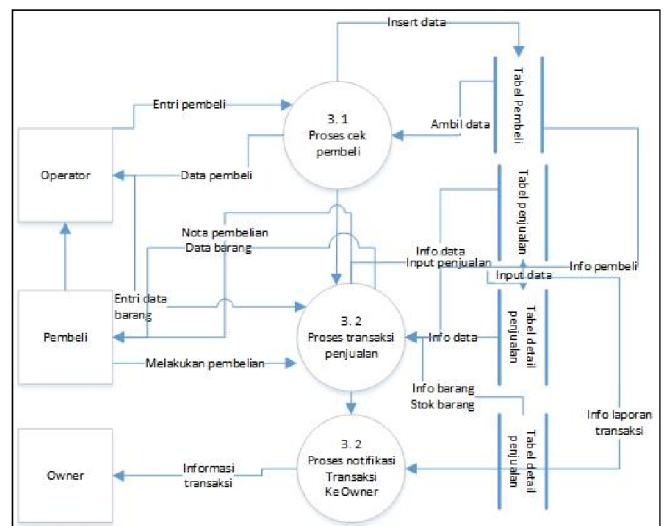 Insert data
Tabel Pembeli
Entri pembeli
3. 1
Proses cek
pembeli
Ambil data
Operator
Data pembeli
Tabel penjualan
Nota pembelian
Data barang
Info data
Input penjualan
Info pembeli
Input data
Entri data
barang
Pembeli
3. 2
Proses transaksi
penjualan
Info data
Tabel detail
penjualan
Melakukan pembelian
Info barang
Stok barang
Info laporan
transaksi
3. 2
Proses notifikasi
Transaksi
Ke Owner
Tabel detail
penjualan
Owner
Informasi
transaksi